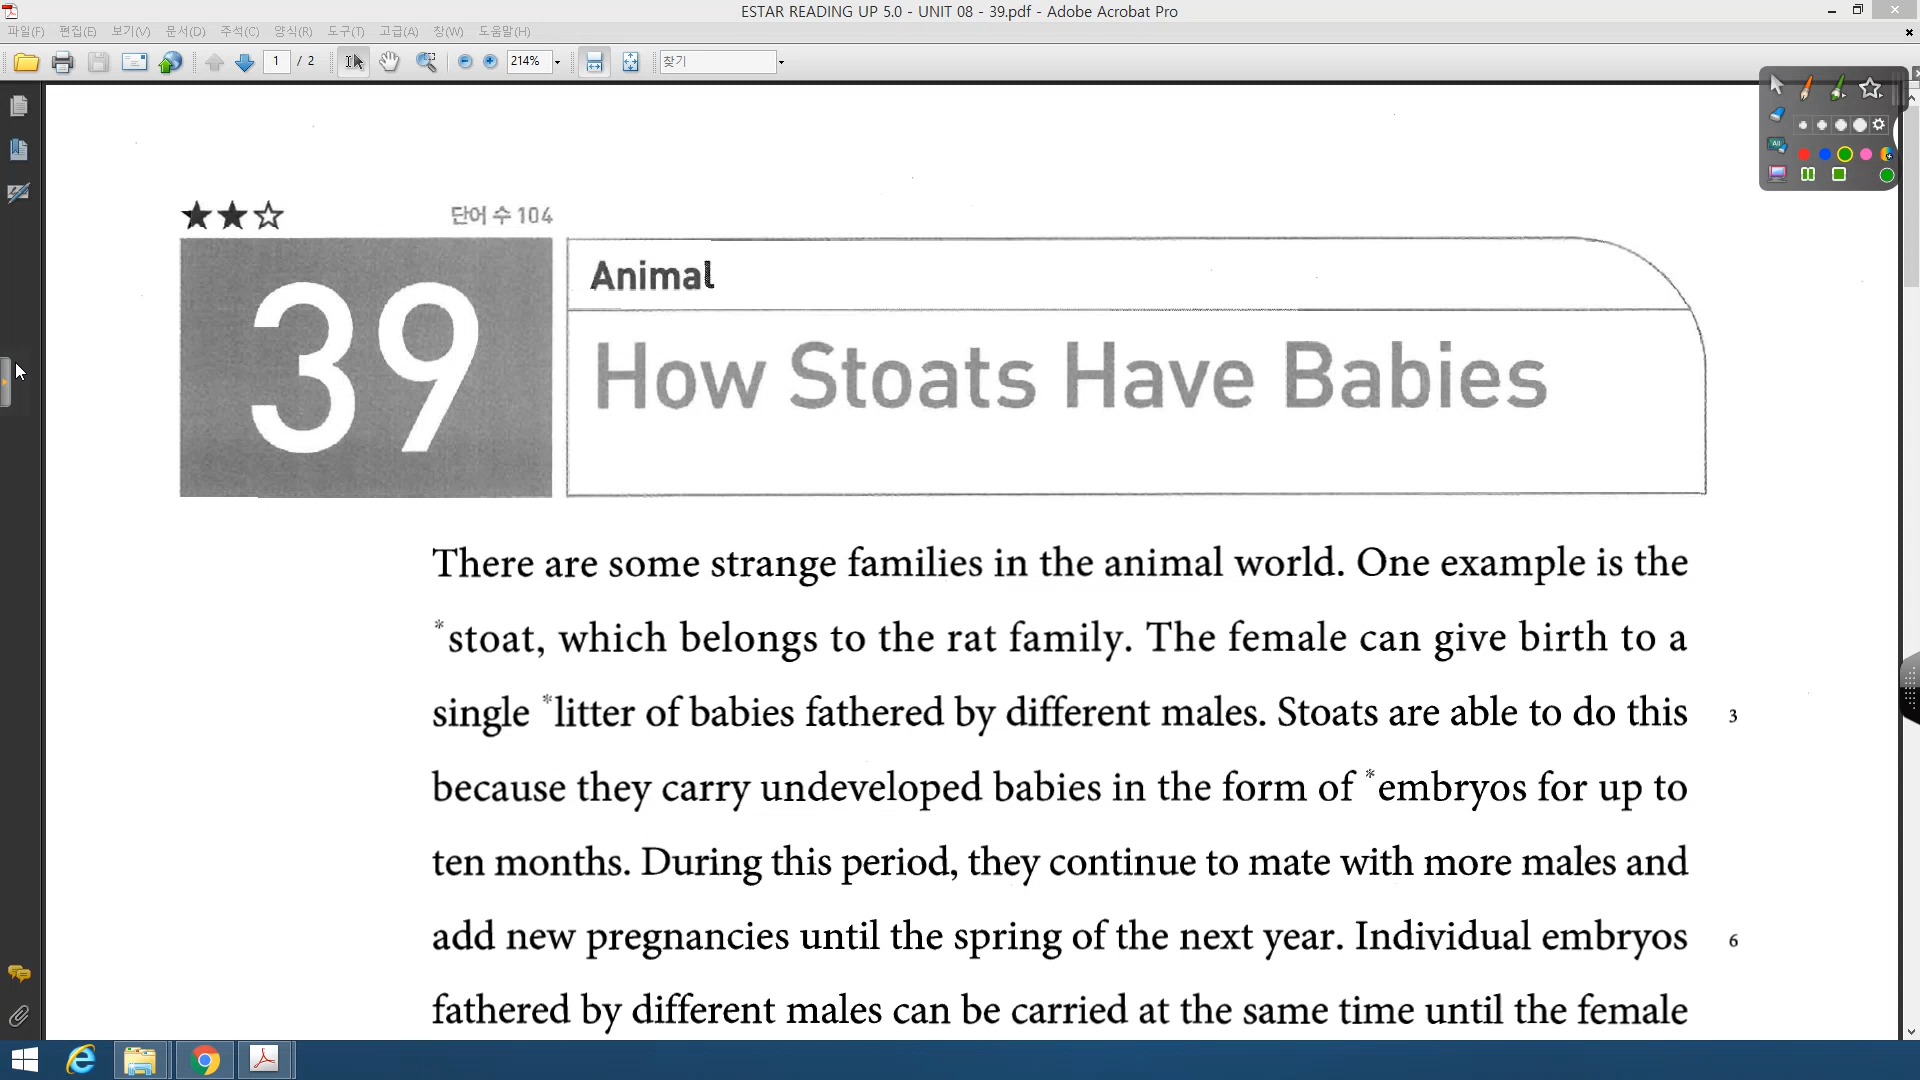 ESTAR READING UP 5.0 - UNIT 08 - 39.pdf - Adobe Acrobat Pro
파일(F) 편집(E) 보기(V) 문서(D) 주석(C) 양식(R) 도구(T) 고급(A) 창(W) 도움말(H)
1 / 2 214% 찾기
All
★★☆ 단어 수 104
39
Animal
How Stoats Have Babies
There are some strange families in the animal world. One example is the
*stoat, which belongs to the rat family. The female can give birth to a
single *litter of babies fathered by different males. Stoats are able to do this 3
because they carry undeveloped babies in the form of *embryos for up to
ten months. During this period, they continue to mate with more males and
add new pregnancies until the spring of the next year. Individual embryos 6
fathered by different males can be carried at the same time until the female